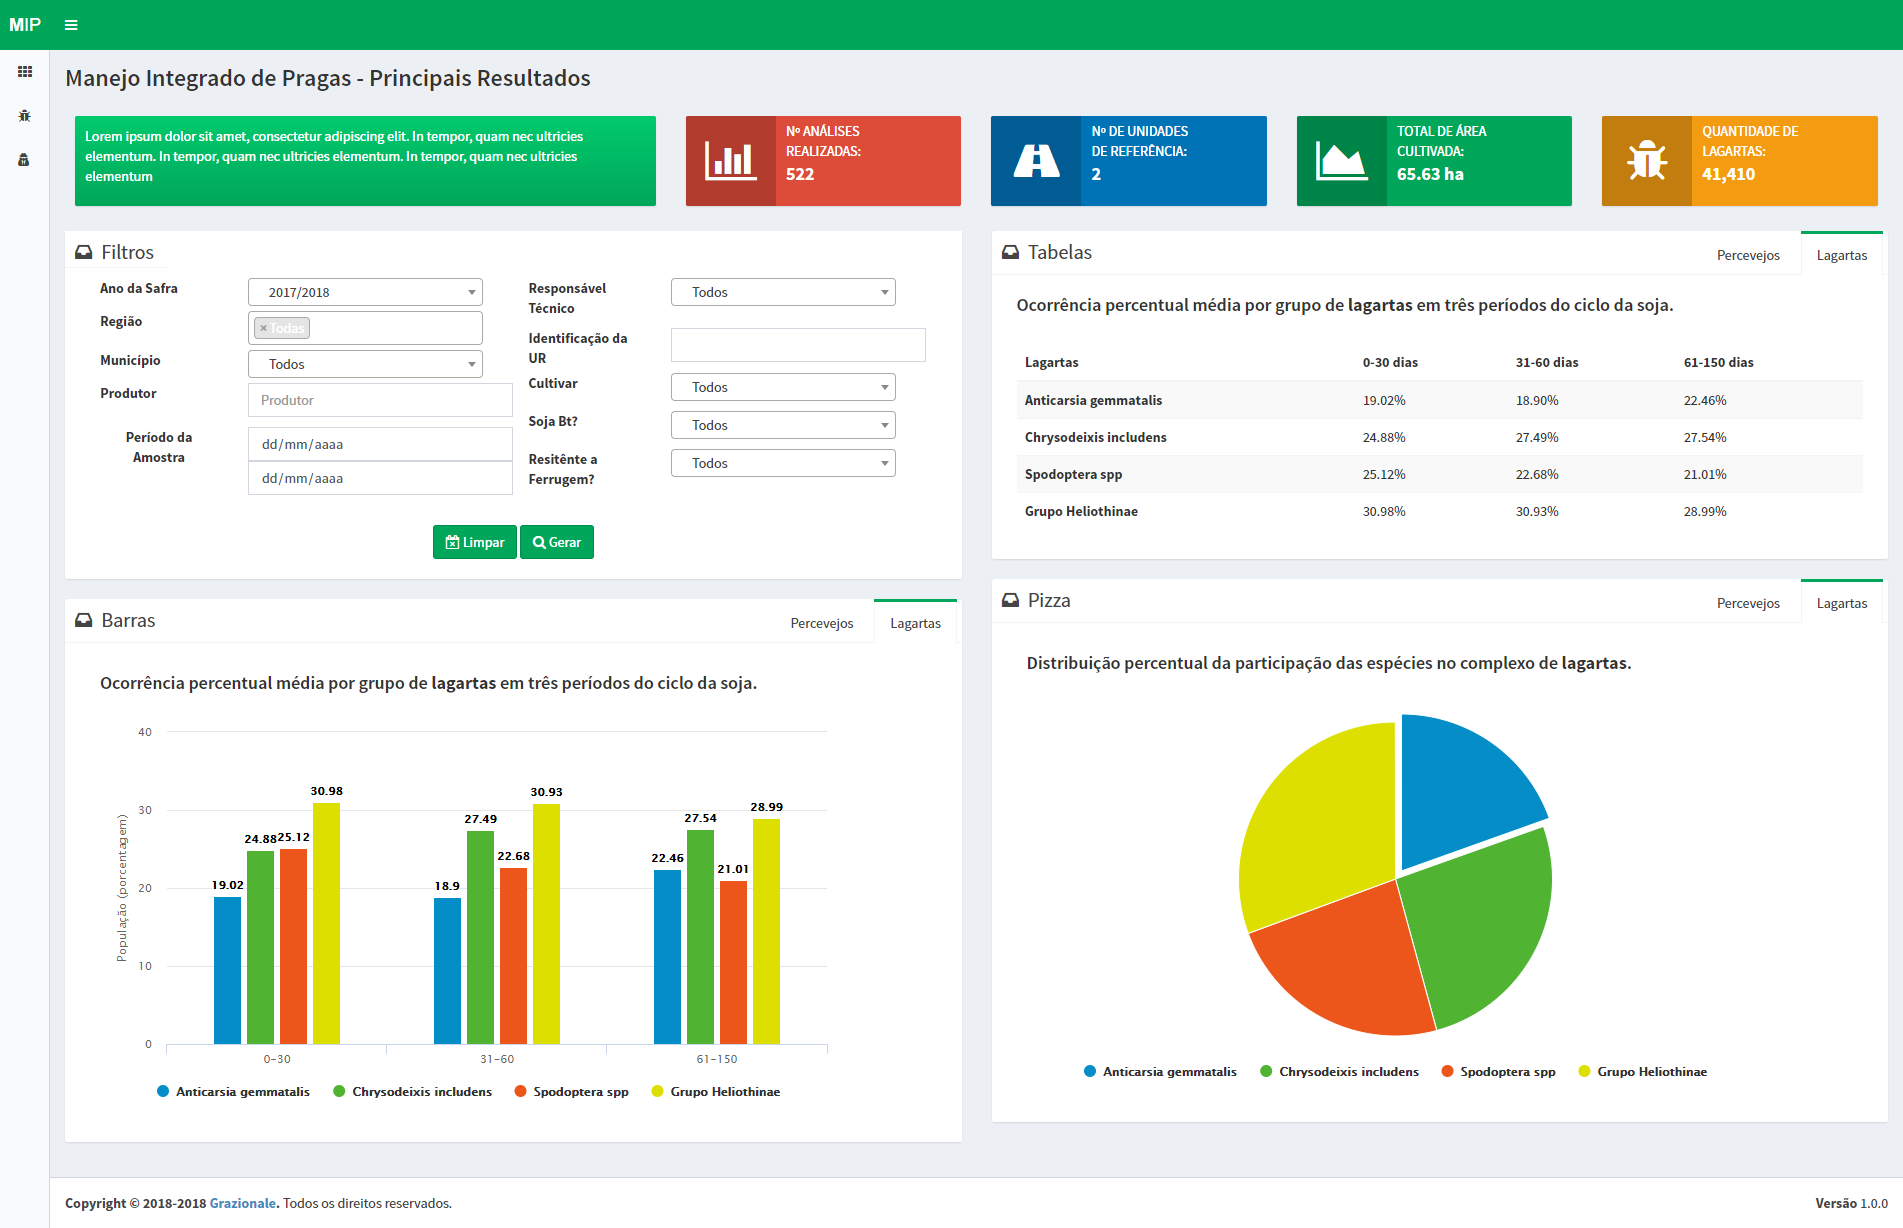 MIP
Manejo Integrado de Pragas - Principais Resultados
Lorem ipsum dolor sit amet, consectetur adipiscing elit. In tempor, quam nec ultricies
elementum. In tempor, quam nec ultricies elementum. In tempor, quam nec ultricies
elementum
Nº ANÁLISES
REALIZADAS:
522
Nº DE UNIDADES
DE REFERÊNCIA:
2
TOTAL DE ÁREA
CULTIVADA:
65.63 ha
QUANTIDADE DE
LAGARTAS:
41,410
Filtros
Ano da Safra
2017/2018
Região
× Todas
Município
Todos
Produtor
Produtor
Período da
Amostra
dd/mm/aaaa
dd/mm/aaaa
Responsável
Técnico
Todos
Identificação da
UR
Cultivar
Todos
Soja Bt?
Todos
Resitênte a
Ferrugem?
Todos
Limpar
Gerar
Tabelas
Percevejos
Lagartas
Ocorrência percentual média por grupo de lagartas em três períodos do ciclo da soja.
Lagartas 0-30 dias 31-60 dias 61-150 dias
Anticarsia gemmatalis 19.02% 18.90% 22.46%
Chrysodeixis includens 24.88% 27.49% 27.54%
Spodoptera spp 25.12% 22.68% 21.01%
Grupo Heliothinae 30.98% 30.93% 28.99%
Barras
Percevejos
Lagartas
Ocorrência percentual média por grupo de lagartas em três períodos do ciclo da soja.
População (porcentagem)
40
30
20
10
0
19.02
24.88
25.12
30.98
18.9
27.49
22.68
30.93
22.46
27.54
21.01
28.99
0-30
31-60
61-150
Anticarsia gemmatalis
Chrysodeixis includens
Spodoptera spp
Grupo Heliothinae
Pizza
Percevejos
Lagartas
Distribuição percentual da participação das espécies no complexo de lagartas.
Anticarsia gemmatalis
Chrysodeixis includens
Spodoptera spp
Grupo Heliothinae
Copyright © 2018-2018 Grazionale. Todos os direitos reservados.
Versão 1.0.0